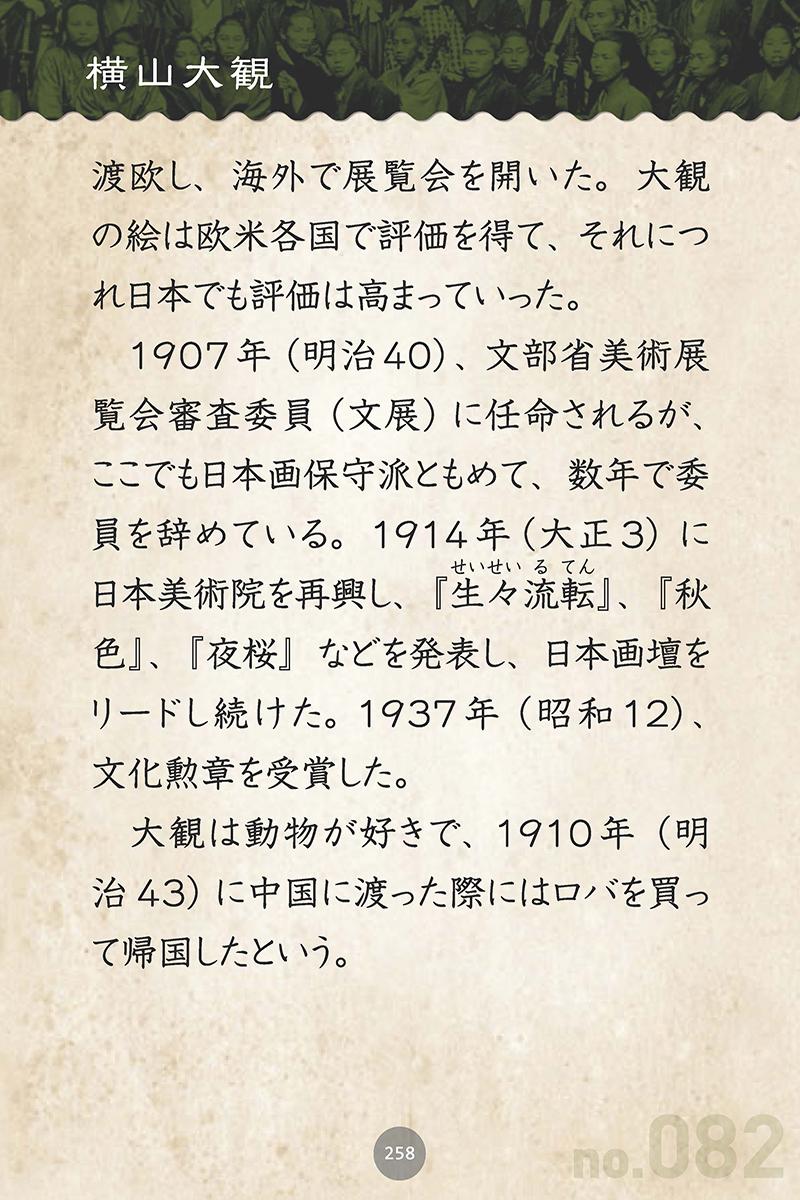 横山大観
渡欧し、海外で展覧会を開いた。大観
の絵は欧米各国で評価を得て、それにつ
れ日本でも評価は高まっていった。
1907年（明治40）、文部省美術展
覧会審査委員（文展）に任命されるが、
ここでも日本画保守派ともめて、数年で委
員を辞めている。1914年（大正3）に
せいせいるてん
日本美術院を再興し、『生々流転』、『秋
色』、『夜桜』などを発表し、日本画壇を
リードし続けた。1937年（昭和12）、
文化勲章を受賞した。
大観は動物が好きで、1910年（明
治43）に中国に渡った際にはロバを買っ
て帰国したという。
258
no.082